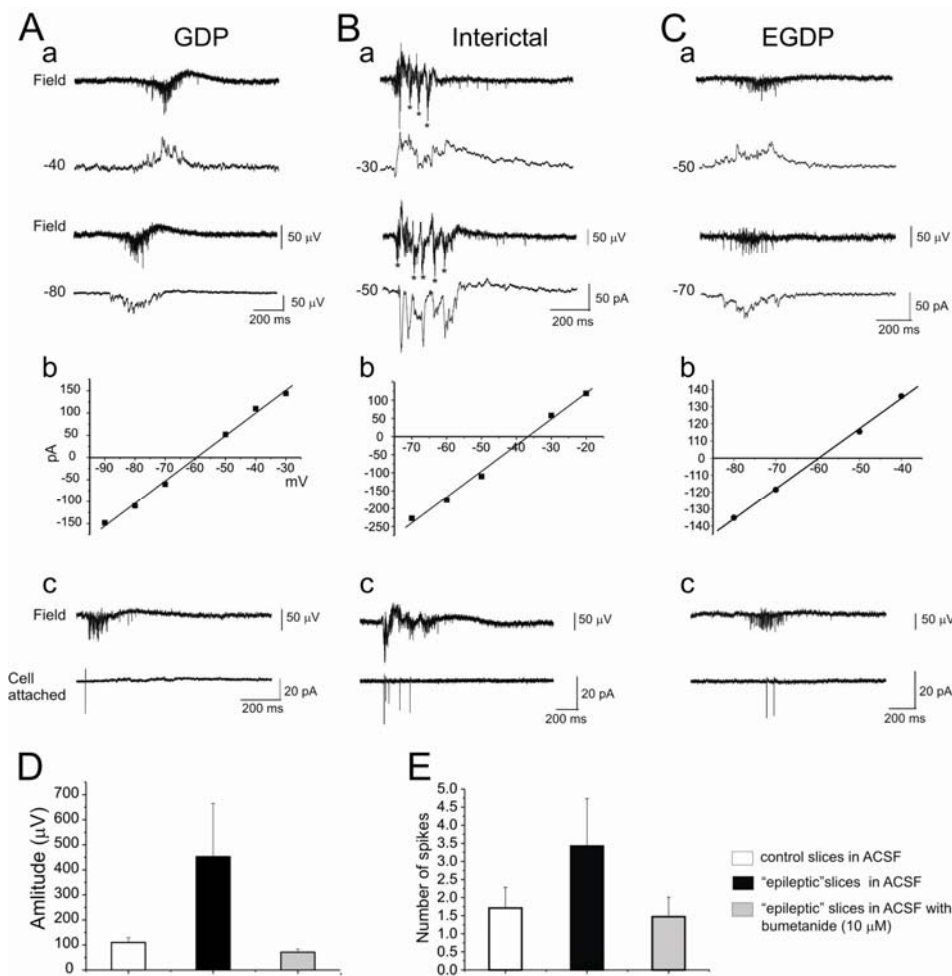 A GDP
B Interictal
C EGDP
a
a
a
Field
-40
-30
-50
Field
50 μV
50 μV
50 μV
-80
-50
-70
50 μV
50 pA
50 pA
200 ms
200 ms
200 ms
b
b
b
150
100
50
0
-50
-100
-150
pA
-90 -80 -70 -60 -50 -40 -30
mV
100
50
0
-50
-100
-150
-200
-250
-70 -60 -50 -40 -30 -20
140
130
120
110
0
-110
-120
-130
-140
-80 -70 -60 -50 -40
c
c
c
Field
50 μV
50 μV
50 μV
Cell
attached
20 pA
20 pA
20 pA
200 ms
200 ms
200 ms
D
Amlitude (μV)
700
600
500
400
300
200
100
0
E
Number of spikes
5.0
4.5
4.0
3.5
3.0
2.5
2.0
1.5
1.0
0.5
0.0
control slices in ACSF
"epileptic"slices in ACSF
"epileptic" slices in ACSF with
bumetanide (10 μM)